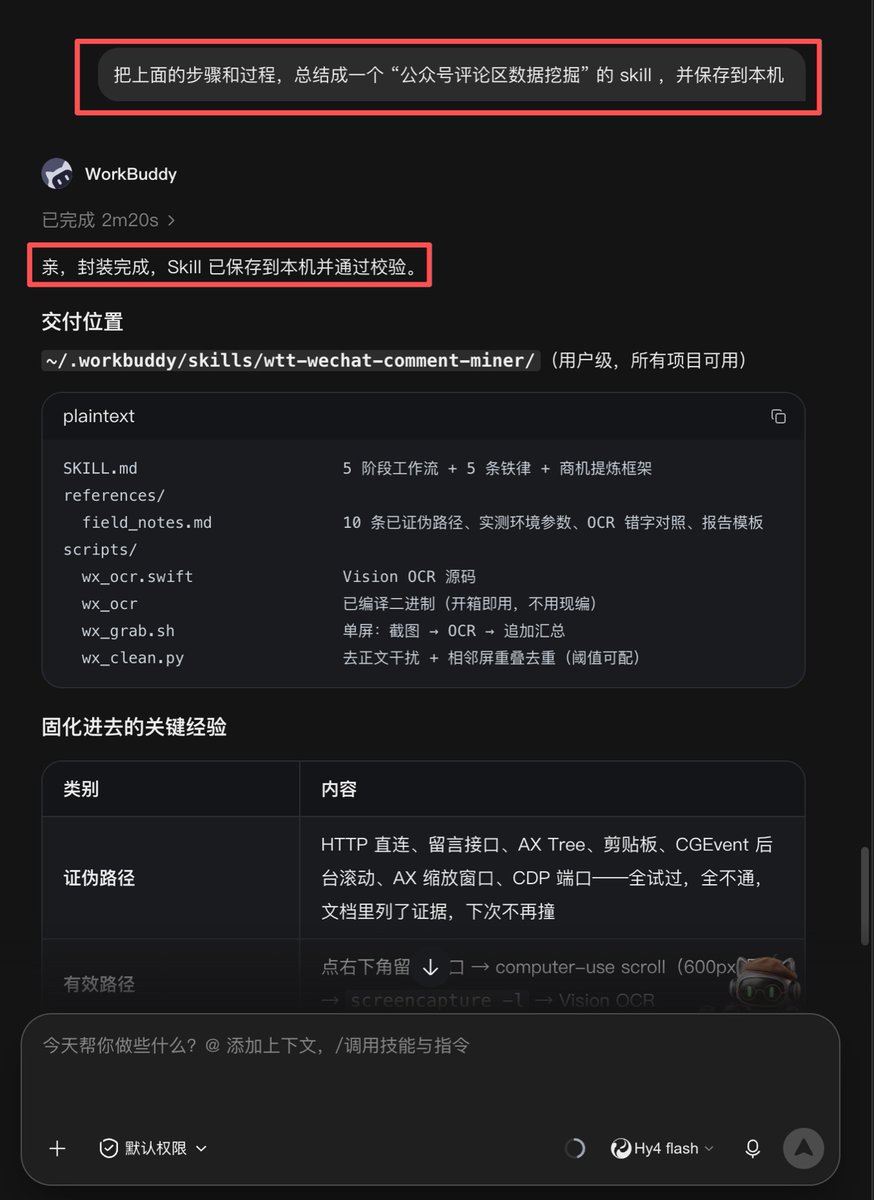 把上面的步骤和过程，总结成一个“公众号评论区数据挖掘”的 skill ，并保存到本机
WorkBuddy
已完成 2m20s >
亲，封装完成，Skill 已保存到本机并通过校验。
交付位置
~/.workbuddy/skills/wtt-wechat-comment-miner/（用户级，所有项目可用）
plaintext
SKILL.md 5 阶段工作流 + 5 条铁律 + 商机提炼框架
references/
field_notes.md 10 条已证伪路径、实测环境参数、OCR 错字对照、报告模板
scripts/
wx_ocr.swift Vision OCR 源码
wx_ocr 已编译二进制（开箱即用，不用现编）
wx_grab.sh 单屏：截图 → OCR → 追加汇总
wx_clean.py 去正文干扰 + 相邻屏重叠去重（阈值可配）
固化进去的关键经验
类别 内容
证伪路径 HTTP 直连、留言接口、AX Tree、剪贴板、CGEvent 后
台滚动、AX 缩放窗口、CDP 端口——全试过，全不通，
文档里列了证据，下次不再撞
有效路径 点右下角留 口 → computer-use scroll（600px
→ screencapture -l → Vision OCR
今天帮你做些什么？@ 添加上下文，/调用技能与指令
默认权限 Hy4 flash